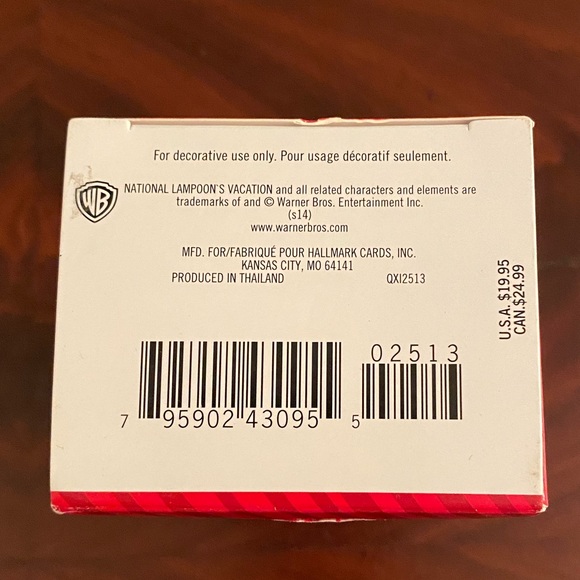 For decorative use only. Pour usage décoratif seulement.
WB
NATIONAL LAMPOON'S VACATION and all related characters and elements are
trademarks of and © Warner Bros. Entertainment Inc.
(s14)
www.warnerbros.com
MFD. FOR/FABRIQUÉ POUR HALLMARK CARDS, INC.
KANSAS CITY, MO 64141
PRODUCED IN THAILAND QXI2513
U.S.A. $19.95
CAN.$24.99
02513
7 95902 43095 5